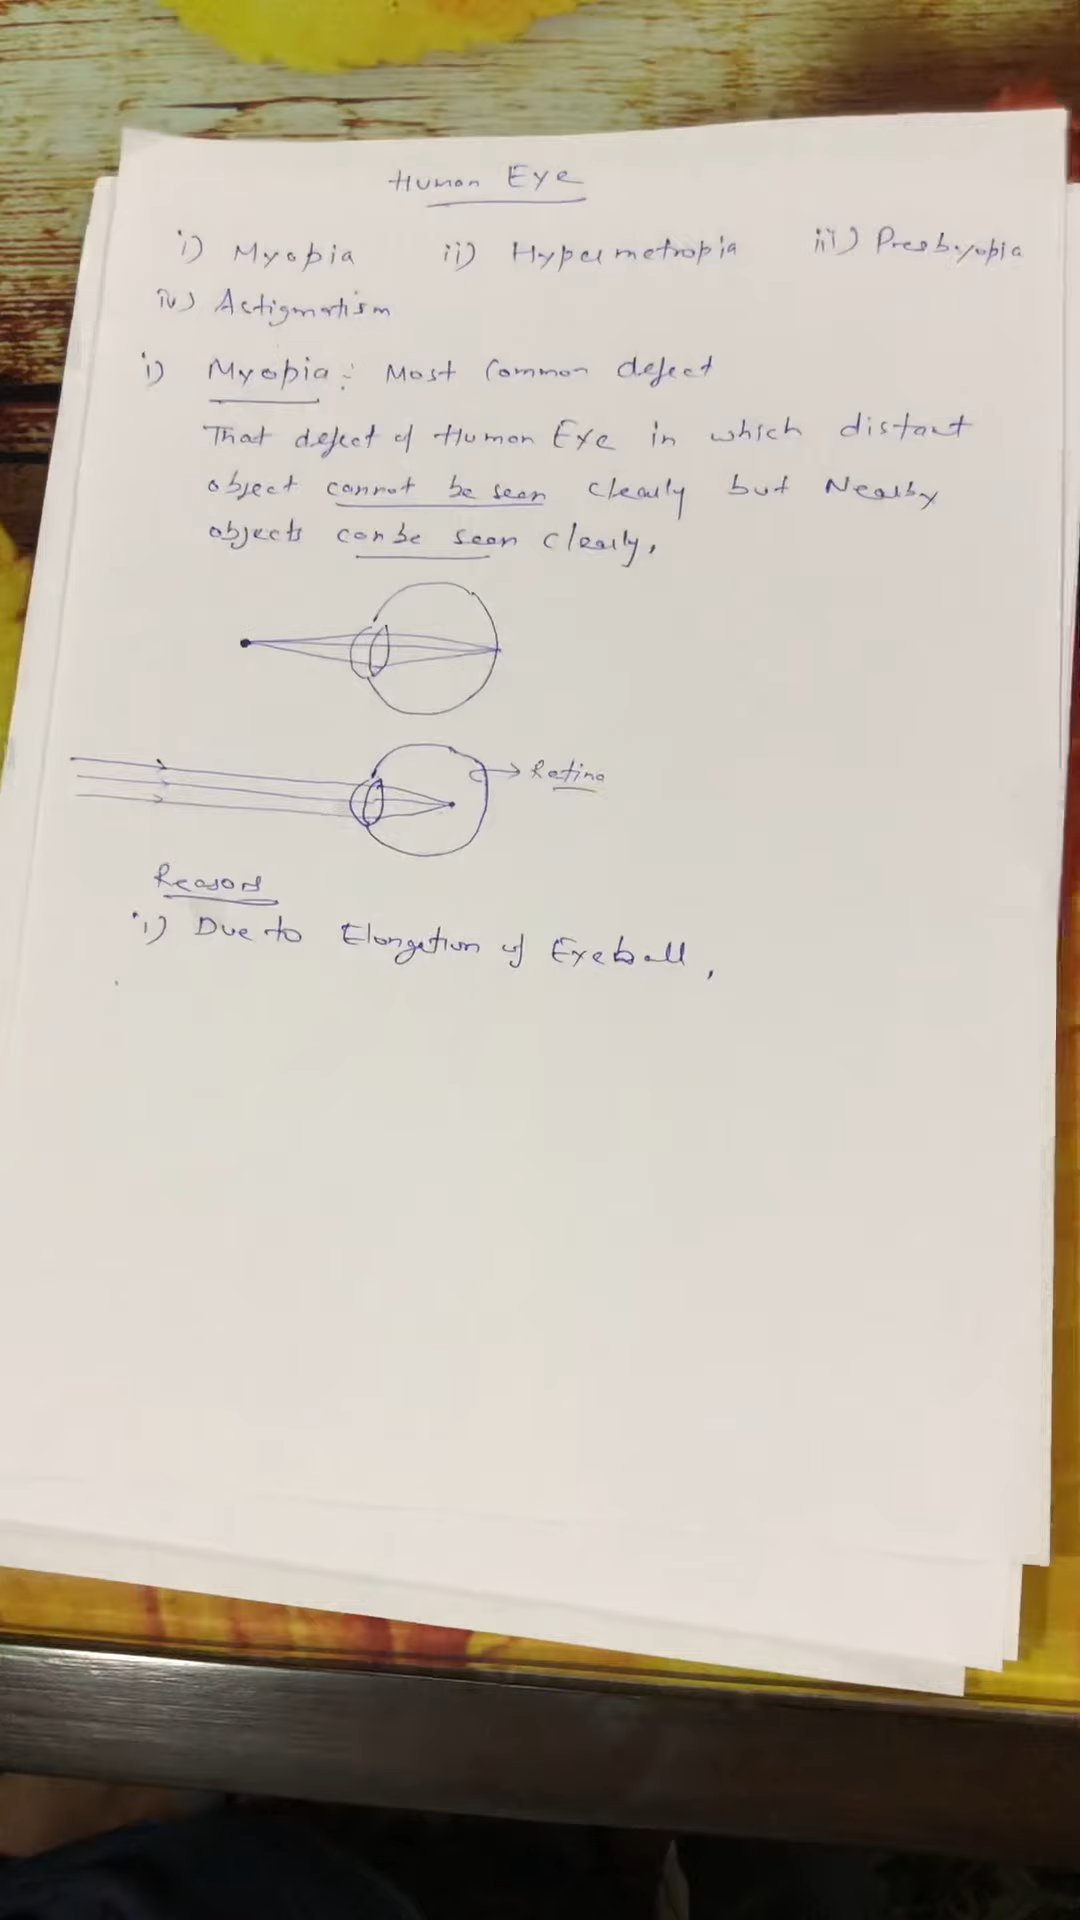 Human Eye
i) Myopia ii) Hypermetropia iii) Presbyopia
iv) Actigmatism
i) Myopia : Most Common defect
That defect of Human Eye in which distant
object cannot be seen clearly but Nearby
objects can be seen clearly.
Retina
Reasons
i) Due to Elongation of Eyeball,